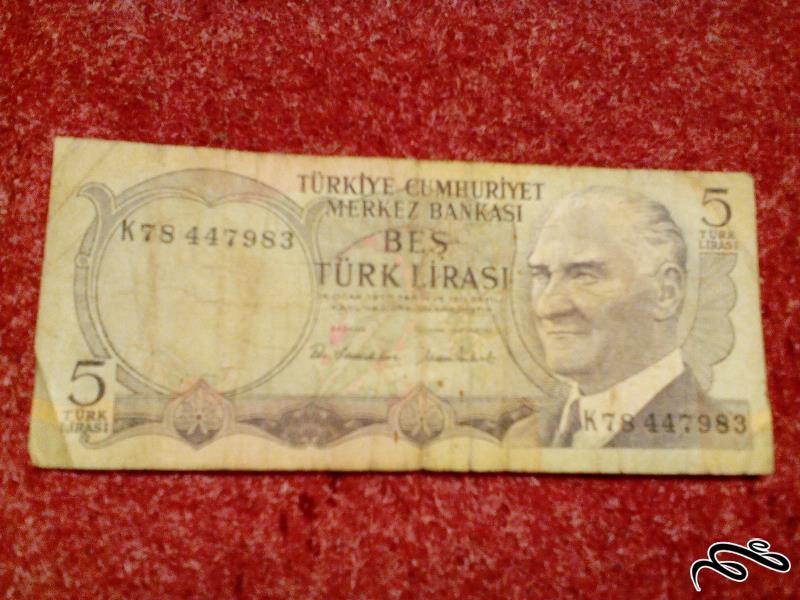 TÜRKİYE CUMHURİYET
MERKEZ BANKASI
5
TÜRK
LİRASI
K78 447983
BEŞ
TÜRK LİRASI
5
TÜRK
LİRASI
K78 447983